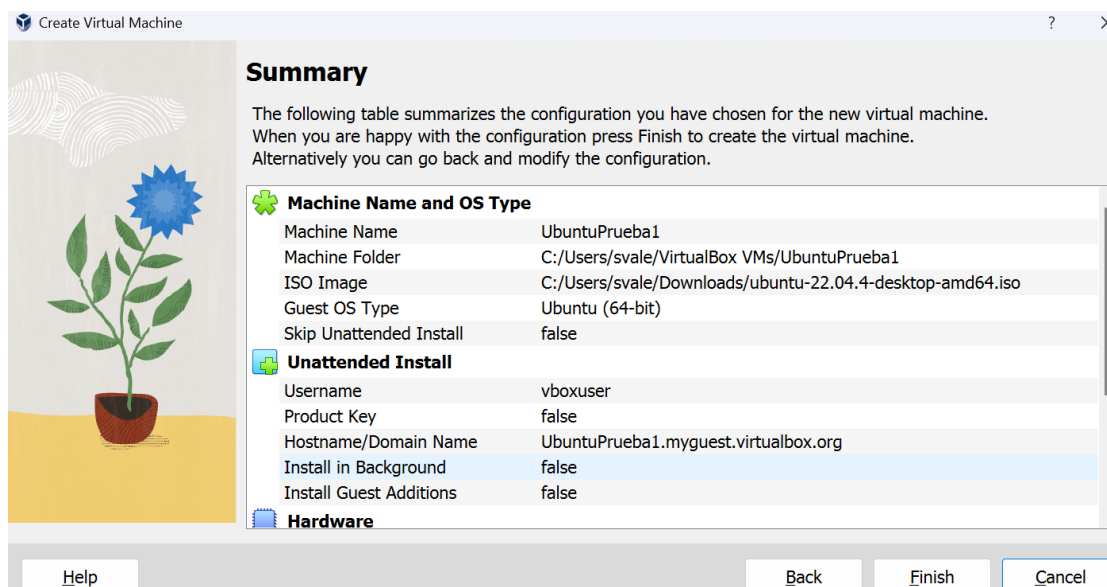 Create Virtual Machine
?
Summary
The following table summarizes the configuration you have chosen for the new virtual machine.
When you are happy with the configuration press Finish to create the virtual machine.
Alternatively you can go back and modify the configuration.
Machine Name and OS Type
Machine Name UbuntuPrueba1
Machine Folder C:/Users/svale/VirtualBox VMs/UbuntuPrueba1
ISO Image C:/Users/svale/Downloads/ubuntu-22.04.4-desktop-amd64.iso
Guest OS Type Ubuntu (64-bit)
Skip Unattended Install false
Unattended Install
Username vboxuser
Product Key false
Hostname/Domain Name UbuntuPrueba1.myguest.virtualbox.org
Install in Background false
Install Guest Additions false
Hardware
Help Back Finish Cancel